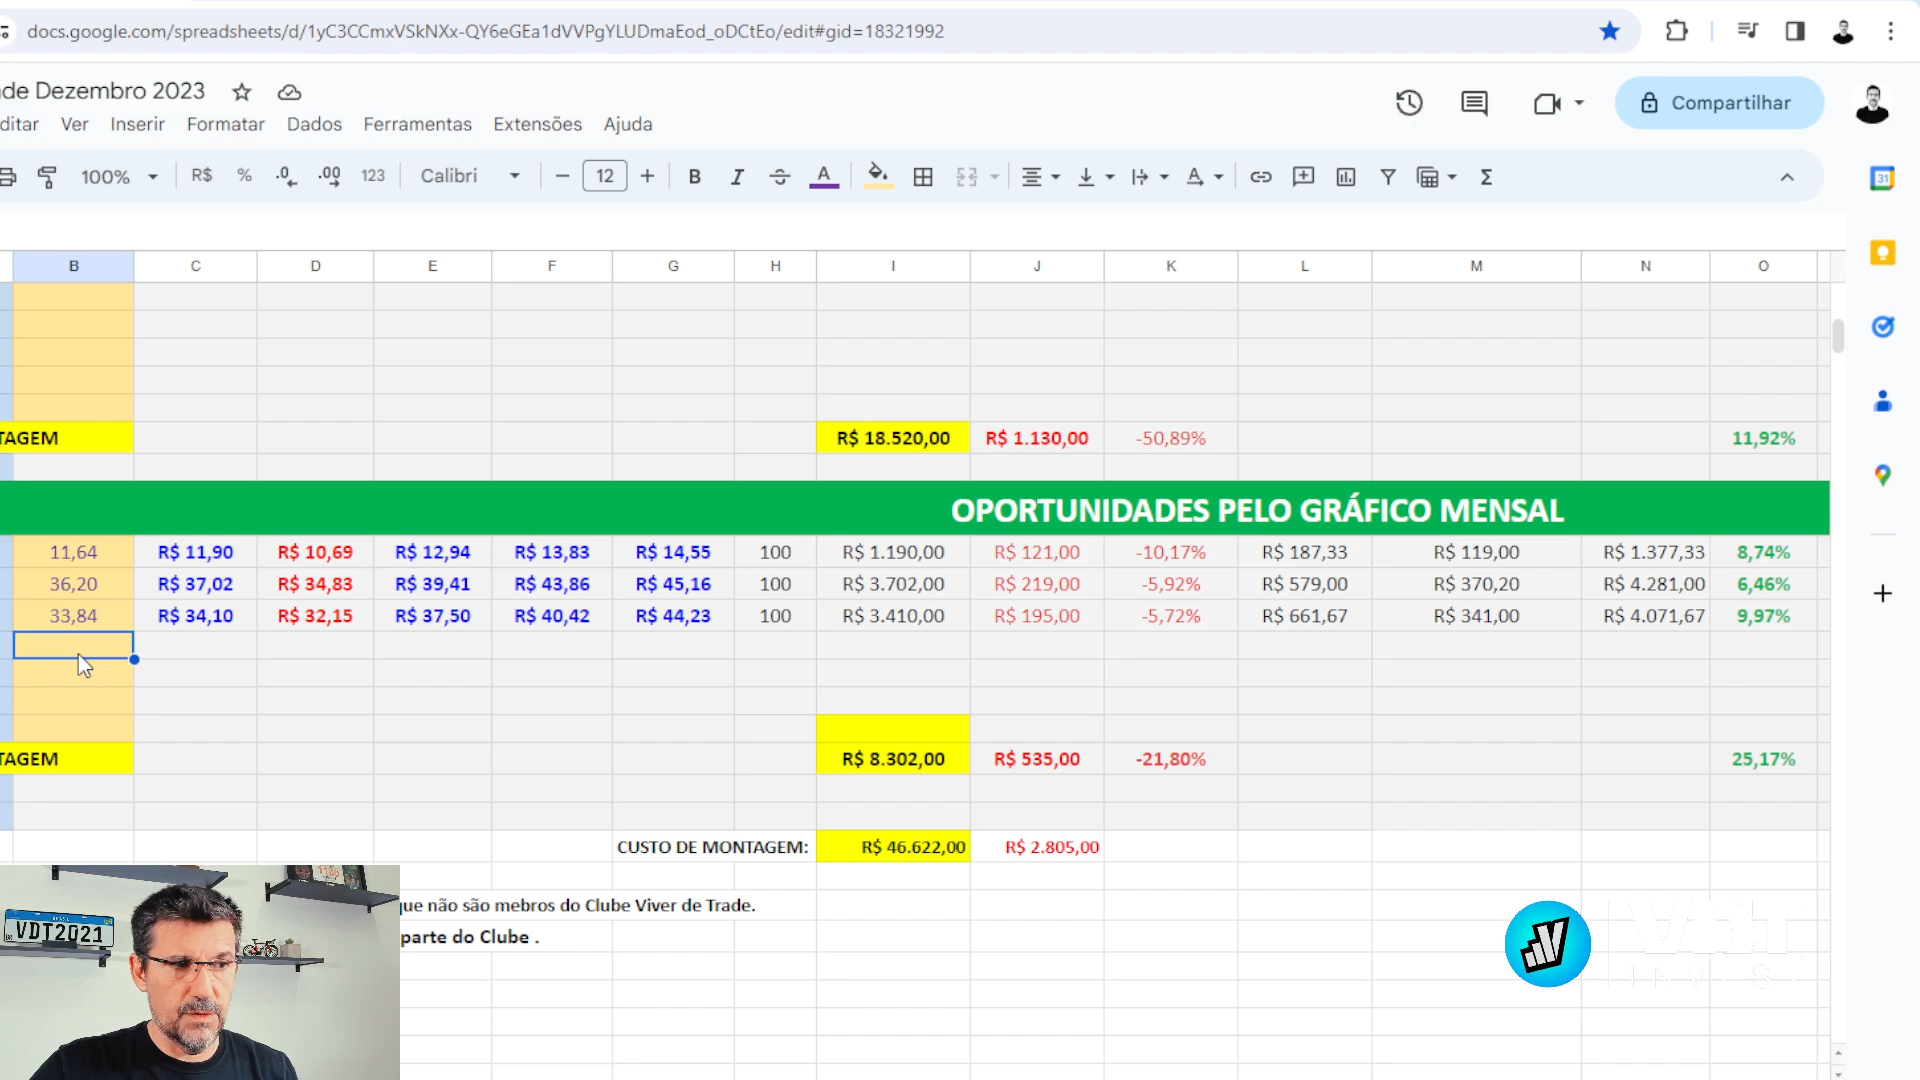 docs.google.com/spreadsheets/d/1yC3CCmxVSkNXx-QY6eGEa1dVVPgYLUDmaEod_oDCtEo/edit#gid=18321992
de Dezembro 2023
ditar Ver Inserir Formatar Dados Ferramentas Extensões Ajuda
Compartilhar
100% R$ % .0 .00 123 Calibri 12 B I A A Σ
31
B C D E F G H I J K L M N O
TAGEM R$ 18.520,00 R$ 1.130,00 -50,89% 11,92%
OPORTUNIDADES PELO GRÁFICO MENSAL
11,64 R$ 11,90 R$ 10,69 R$ 12,94 R$ 13,83 R$ 14,55 100 R$ 1.190,00 R$ 121,00 -10,17% R$ 187,33 R$ 119,00 R$ 1.377,33 8,74%
36,20 R$ 37,02 R$ 34,83 R$ 39,41 R$ 43,86 R$ 45,16 100 R$ 3.702,00 R$ 219,00 -5,92% R$ 579,00 R$ 370,20 R$ 4.281,00 6,46%
33,84 R$ 34,10 R$ 32,15 R$ 37,50 R$ 40,42 R$ 44,23 100 R$ 3.410,00 R$ 195,00 -5,72% R$ 661,67 R$ 341,00 R$ 4.071,67 9,97%
TAGEM R$ 8.302,00 R$ 535,00 -21,80% 25,17%
CUSTO DE MONTAGEM: R$ 46.622,00 R$ 2.805,00
que não são mebros do Clube Viver de Trade.
parte do Clube .
BRASIL
VDT2021
VDT
INVEST